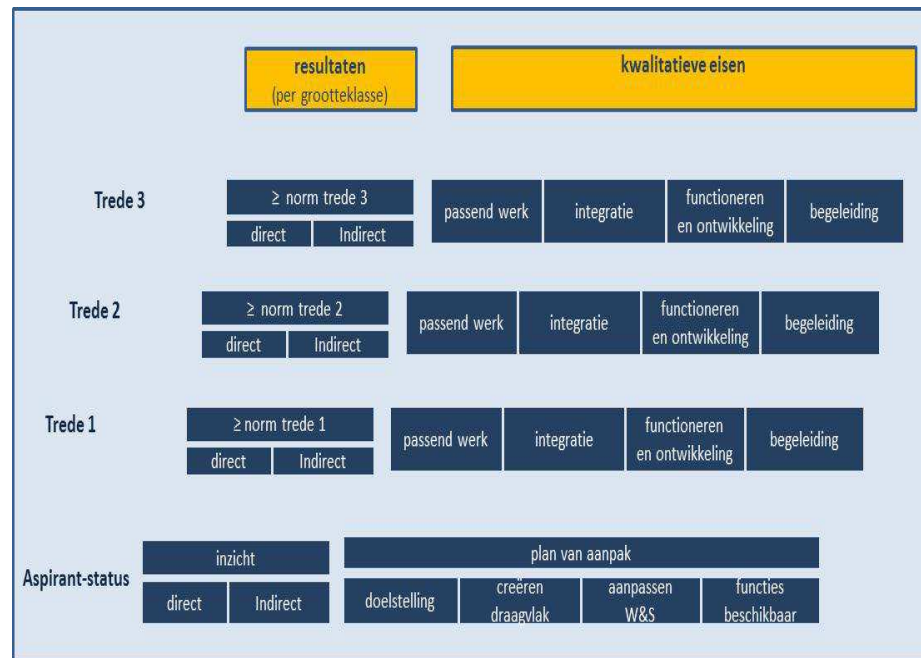 resultaten
(per grootteklasse)
kwalitatieve eisen
Trede 3
≥ norm trede 3
direct
Indirect
passend werk
integratie
functioneren
en ontwikkeling
begeleiding
Trede 2
≥ norm trede 2
direct
Indirect
passend werk
integratie
functioneren
en ontwikkeling
begeleiding
Trede 1
≥ norm trede 1
direct
Indirect
passend werk
integratie
functioneren
en ontwikkeling
begeleiding
Aspirant-status
inzicht
direct
Indirect
plan van aanpak
doelstelling
creëren
draagvlak
aanpassen
W&S
functies
beschikbaar